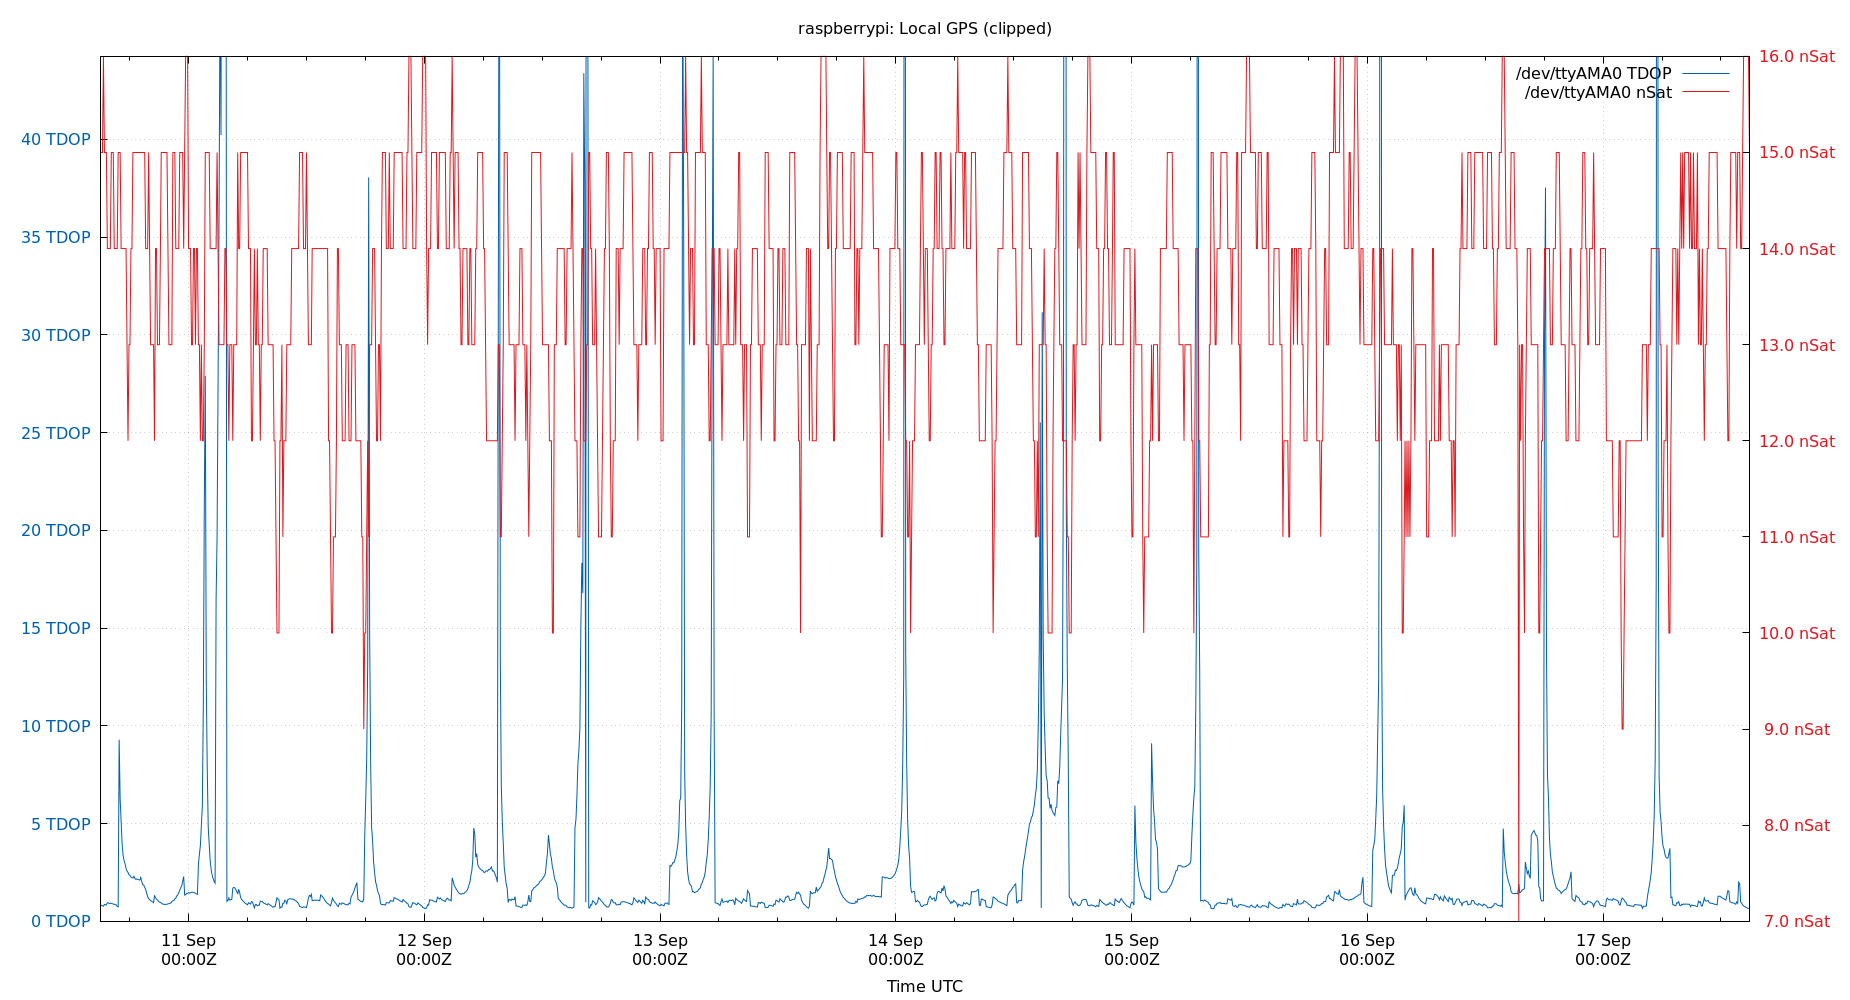 raspberrypi: Local GPS (clipped)
/dev/ttyAMA0 TDOP
/dev/ttyAMA0 nSat
40 TDOP
35 TDOP
30 TDOP
25 TDOP
20 TDOP
15 TDOP
10 TDOP
5 TDOP
0 TDOP
16.0 nSat
15.0 nSat
14.0 nSat
13.0 nSat
12.0 nSat
11.0 nSat
10.0 nSat
9.0 nSat
8.0 nSat
7.0 nSat
11 Sep
00:00Z
12 Sep
00:00Z
13 Sep
00:00Z
14 Sep
00:00Z
15 Sep
00:00Z
16 Sep
00:00Z
17 Sep
00:00Z
Time UTC